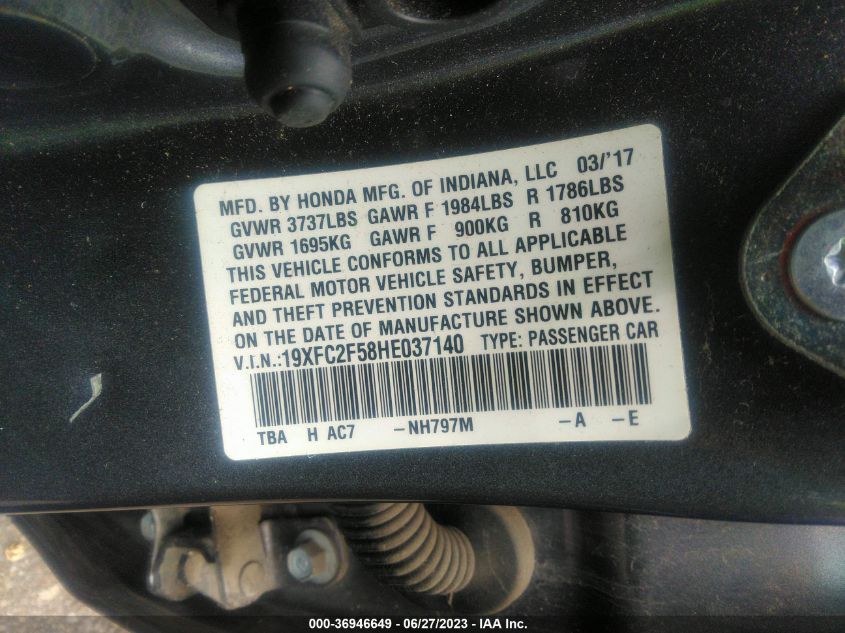 MFD. BY HONDA MFG. OF INDIANA, LLC 03/'17
GVWR 3737LBS GAWR F 1984LBS R 1786LBS
GVWR 1695KG GAWR F 900KG R 810KG
THIS VEHICLE CONFORMS TO ALL APPLICABLE
FEDERAL MOTOR VEHICLE SAFETY, BUMPER,
AND THEFT PREVENTION STANDARDS IN EFFECT
ON THE DATE OF MANUFACTURE SHOWN ABOVE.
V.I.N.:19XFC2F58HE037140 TYPE: PASSENGER CAR
TBA H AC7 –NH797M –A –E
000-36946649 / 06/27/2023 – IAA Inc.